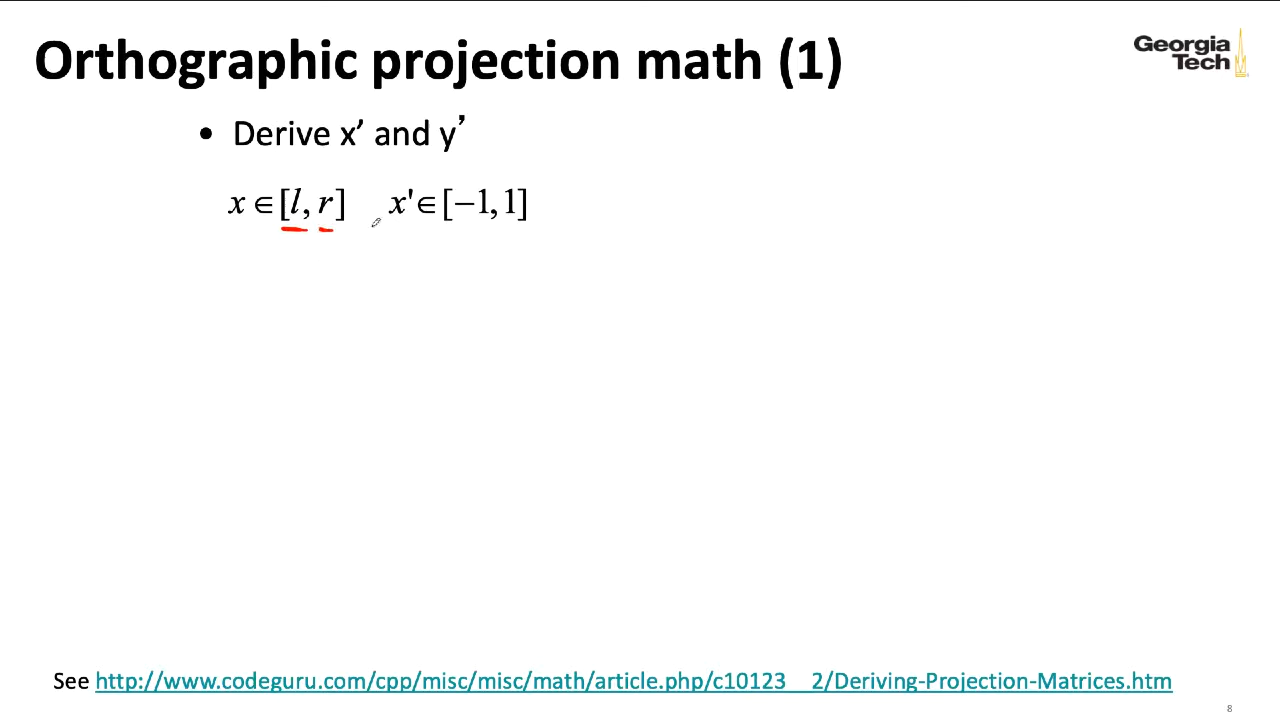 Orthographic projection math (1)
Georgia
Tech
• Derive x’ and y’
x ∈ [l, r] x' ∈ [−1, 1]
See http://www.codeguru.com/cpp/misc/misc/math/article.php/c10123__2/Deriving-Projection-Matrices.htm
8